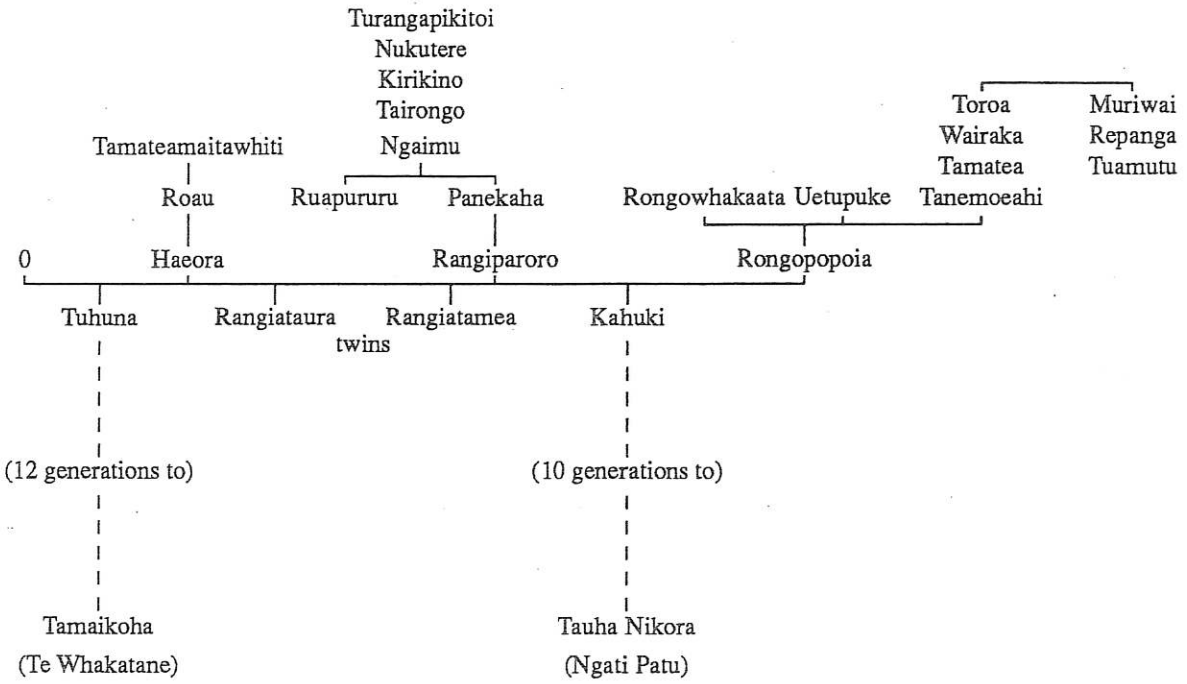 Turangapikitoi
Nukutere
Kirikino
Tairongo
Toroa Muriwai
Tamateamaitawhiti Ngaimu Wairaka Repanga
Tamatea Tuamutu
Roau Ruapururu Panekaha Rongowhakaata Uetupuke Tanemoeahi
0 Haeora Rangiparoro Rongopopoia
Tuhuna Rangiataura Rangiatamea Kahuki
twins
(12 generations to) (10 generations to)
Tamaikoha Tauha Nikora
(Te Whakatane) (Ngati Patu)